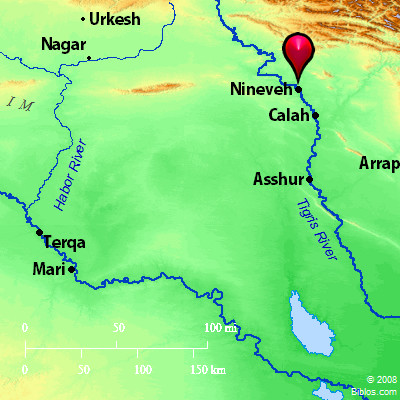 Urkesh
Nagar
Nineveh
Calah
I M
Habor River
Arrap
Asshur
Tigris River
Terqa
Mari
0 50 100 mi
0 50 100 150 km
© 2008
Biblos.com